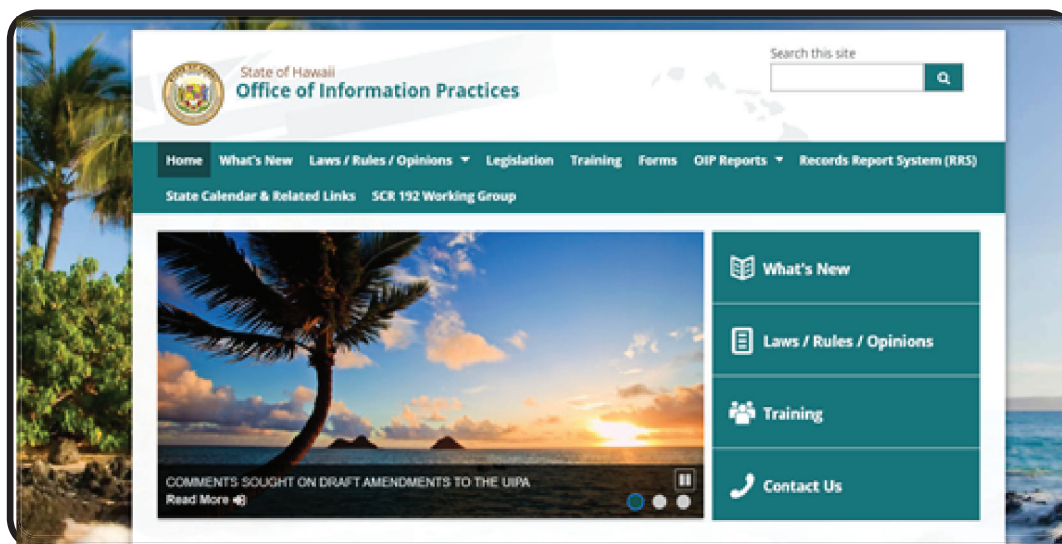 Search this site
State of Hawaii
Office of Information Practices
Home What's New Laws / Rules / Opinions Legislation Training Forms OIP Reports Records Report System (RRS)
State Calendar & Related Links SCR 192 Working Group
What's New
Laws / Rules / Opinions
Training
Contact Us
COMMENTS SOUGHT ON DRAFT AMENDMENTS TO THE UIPA
Read More